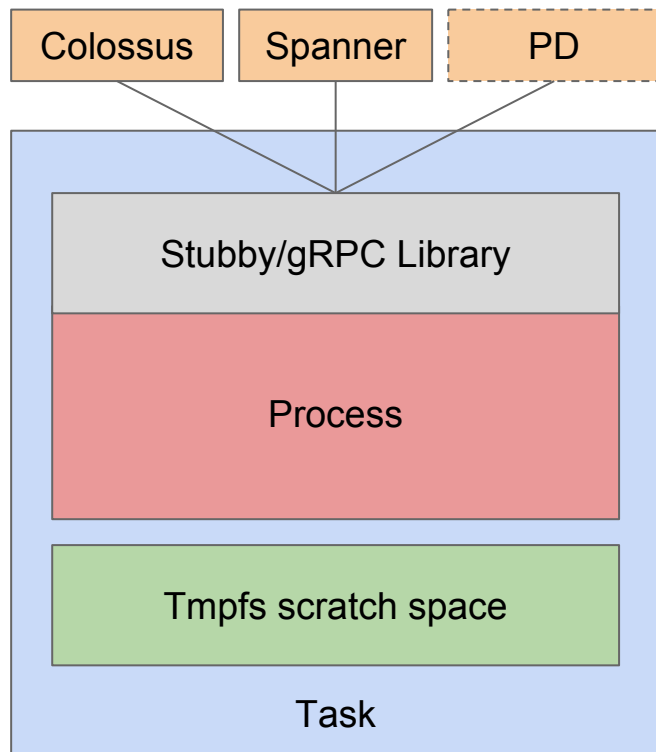 Colossus
Spanner
PD
Stubby/gRPC Library
Process
Tmpfs scratch space
Task